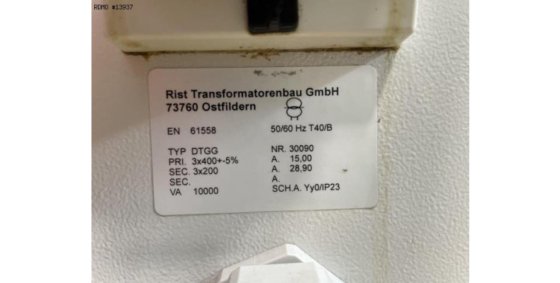 RDMO #13937
Rist Transformatorenbau GmbH
73760 Ostfildern
EN 61558 50/60 Hz T40/B
TYP DTGG NR. 30090
PRI. 3x400+-5% A. 15,00
SEC. 3x200 A. 28,90
SEC. A.
VA 10000 SCH.A. Yy0/IP23